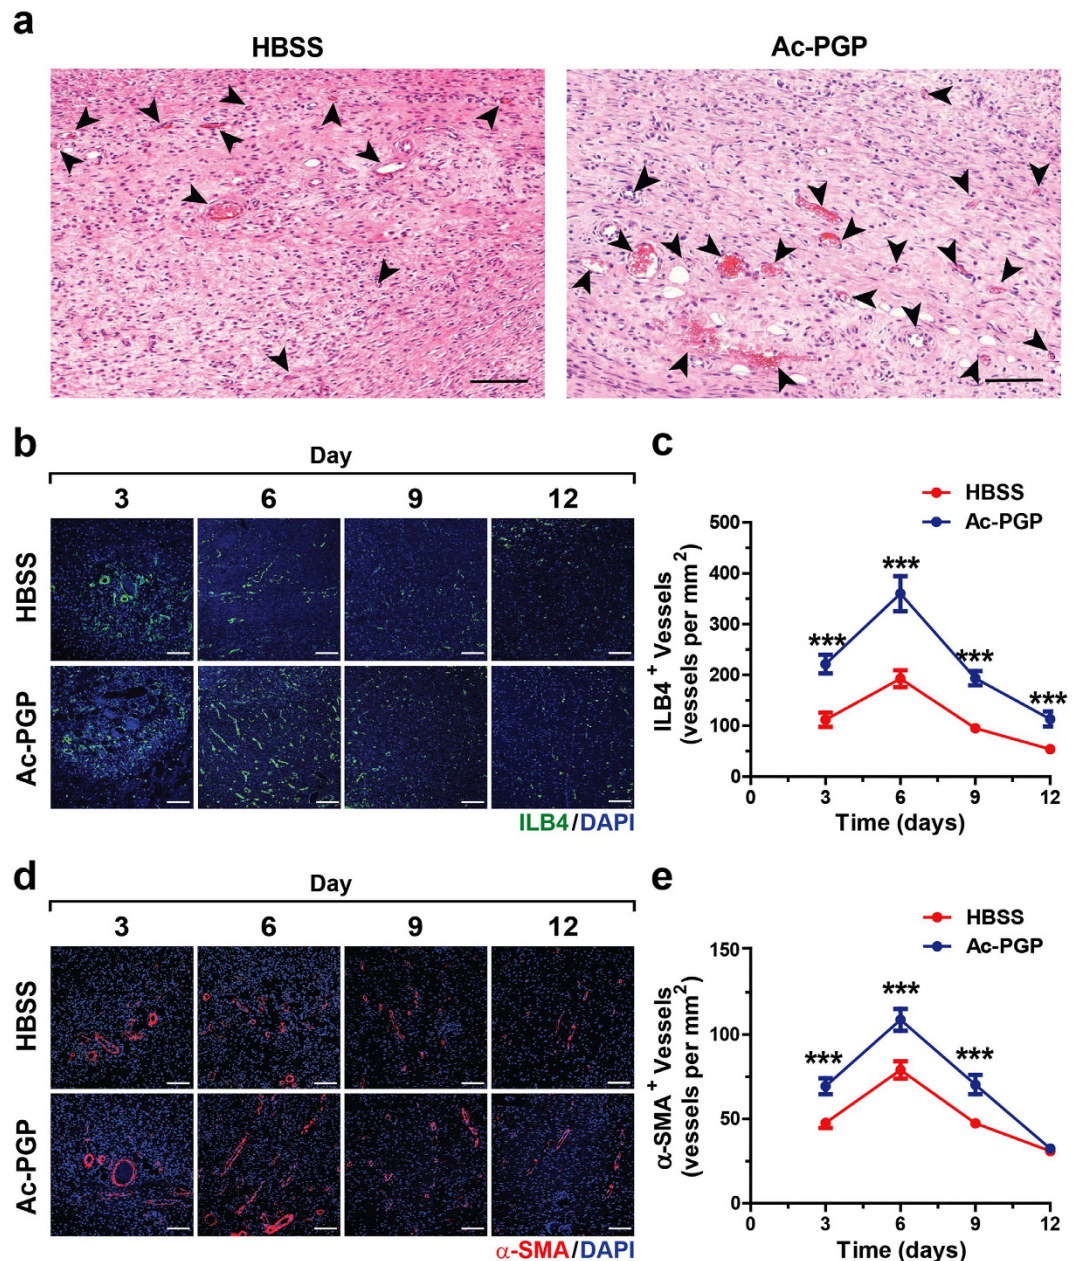 a
HBSS
Ac-PGP
b
Day
3 6 9 12
HBSS
Ac-PGP
ILB4/DAPI
c
HBSS
Ac-PGP
ILB4⁺ Vessels
(vessels per mm²)
500
400
300
200
100
0
***
***
***
***
0 3 6 9 12
Time (days)
d
Day
3 6 9 12
HBSS
Ac-PGP
α-SMA/DAPI
e
HBSS
Ac-PGP
α-SMA⁺ Vessels
(vessels per mm²)
150
100
50
0
***
***
***
0 3 6 9 12
Time (days)